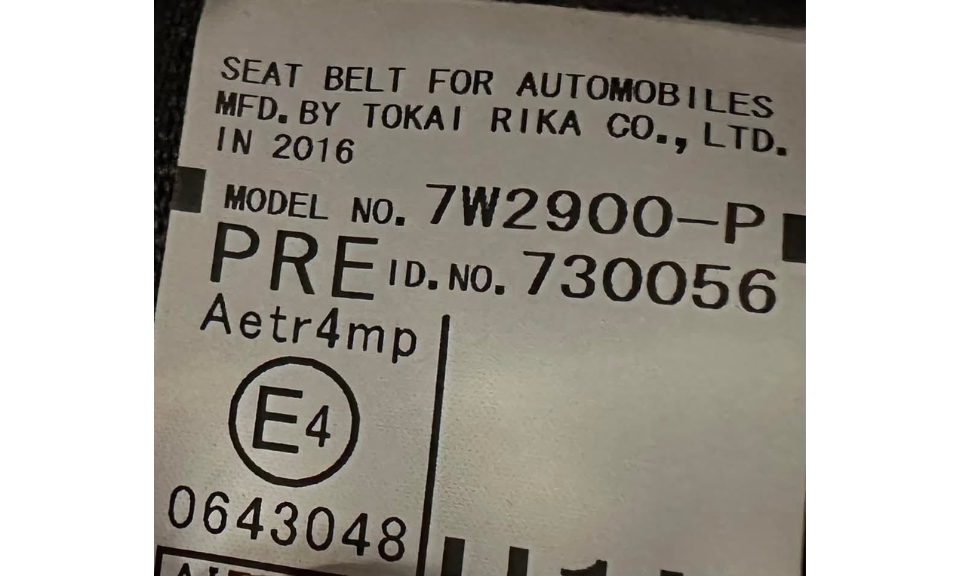 SEAT BELT FOR AUTOMOBILES
MFD. BY TOKAI RIKA CO., LTD.
IN 2016
MODEL NO. 7W2900-P
PRE ID. NO. 730056
Aetr4mp
E4
0643048